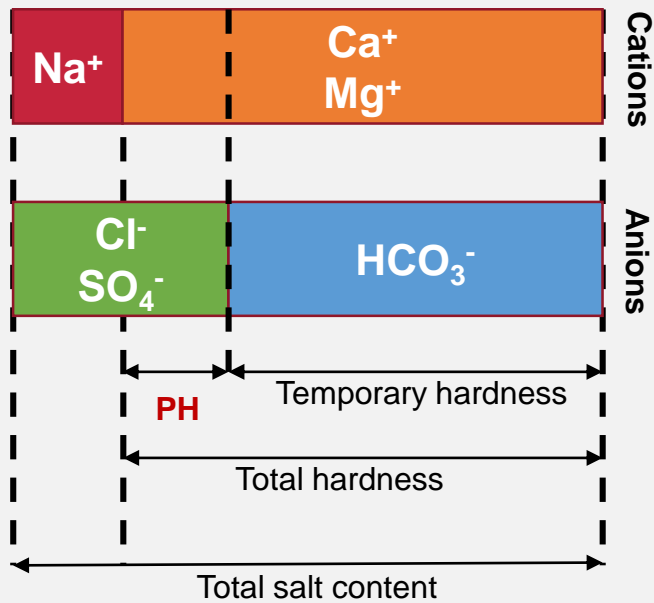 Na⁺
Ca⁺
Mg⁺
Cations
Cl⁻
SO₄⁻
HCO₃⁻
Anions
PH
Temporary hardness
Total hardness
Total salt content